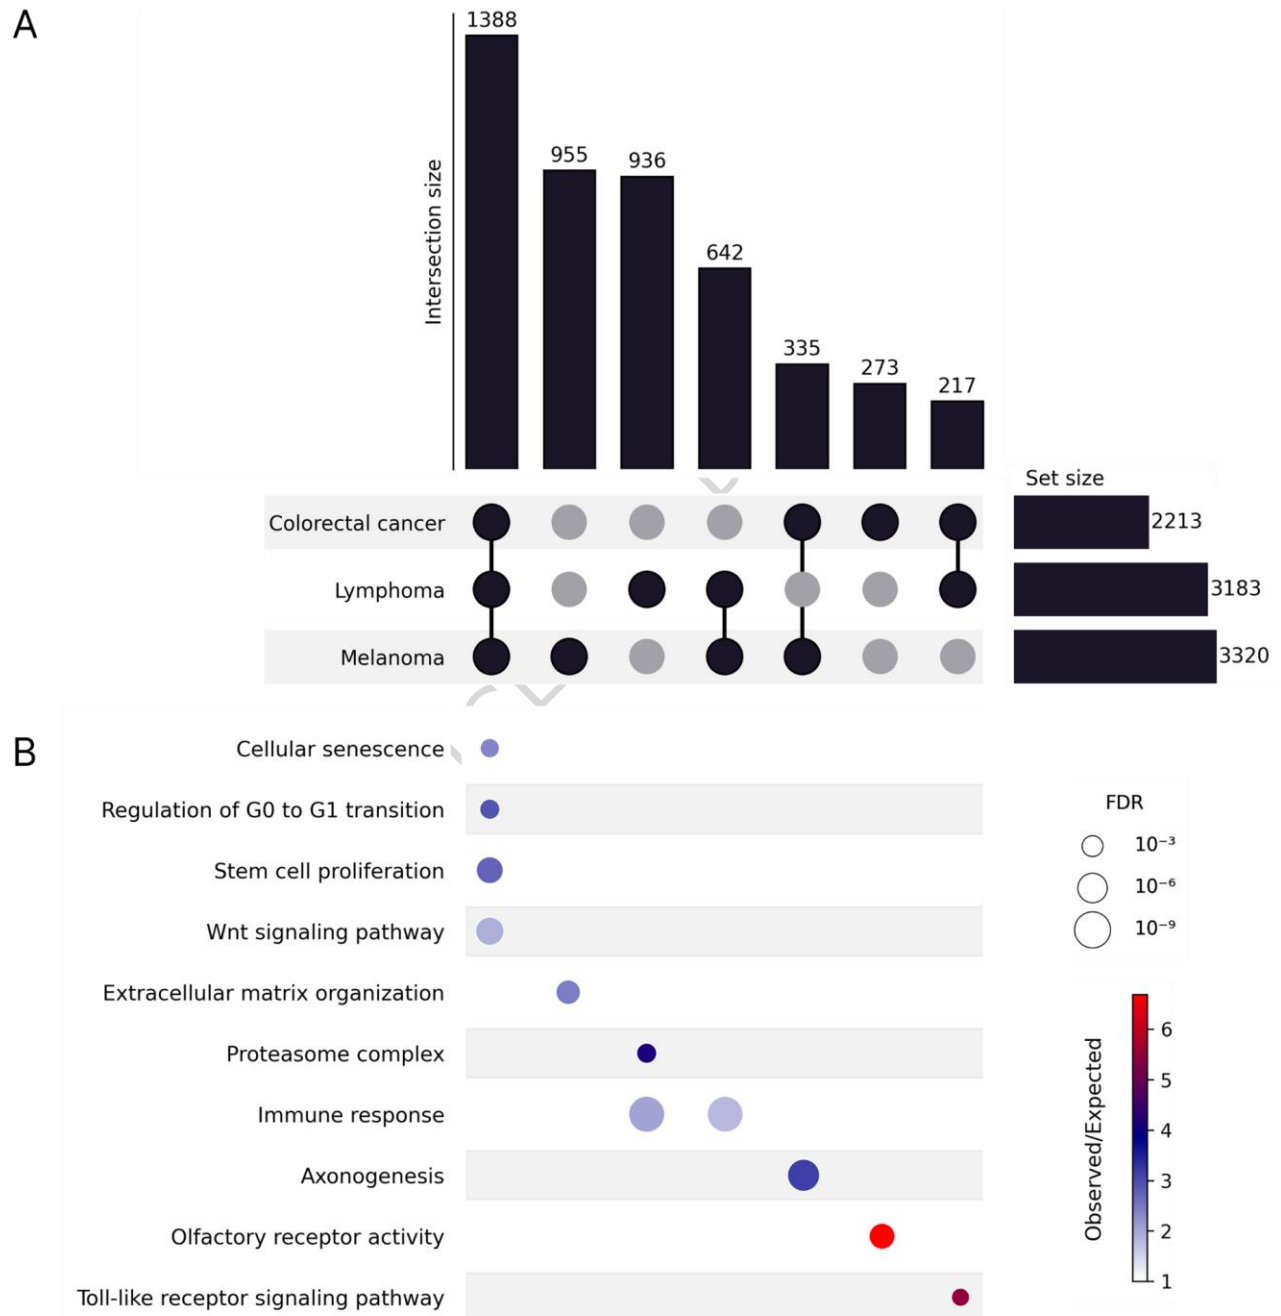 A
1388
955
936
642
335
273
217
Intersection size
Set size
Colorectal cancer
2213
Lymphoma
3183
Melanoma
3320
B
Cellular senescence
Regulation of G0 to G1 transition
Stem cell proliferation
Wnt signaling pathway
Extracellular matrix organization
Proteasome complex
Immune response
Axonogenesis
Olfactory receptor activity
Toll-like receptor signaling pathway
FDR
10⁻³
10⁻⁶
10⁻⁹
Observed/Expected
6
5
4
3
2
1